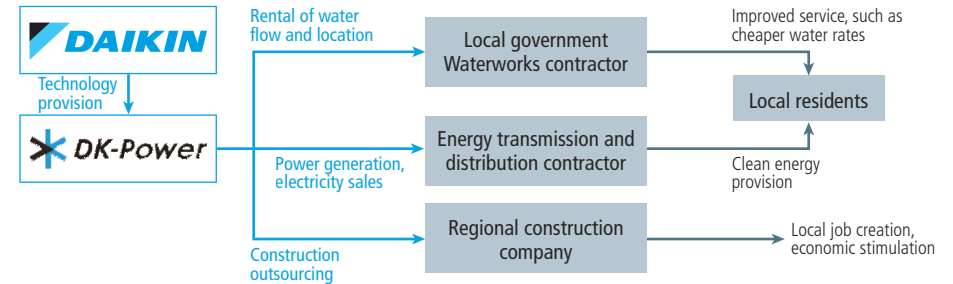 DAIKIN
Technology
provision
DK-Power
Rental of water
flow and location
Local government
Waterworks contractor
Improved service, such as
cheaper water rates
Local residents
Power generation,
electricity sales
Energy transmission and
distribution contractor
Clean energy
provision
Construction
outsourcing
Regional construction
company
Local job creation,
economic stimulation